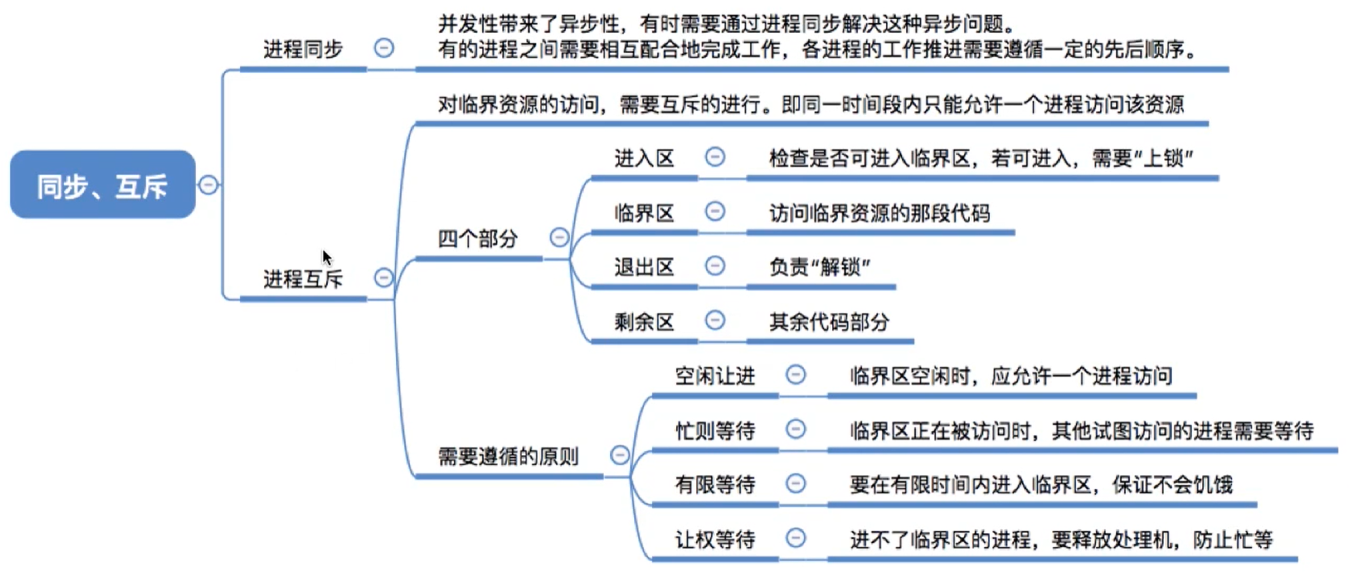 同步、互斥
进程同步
并发性带来了异步性，有时需要通过进程同步解决这种异步问题。
有的进程之间需要相互配合地完成工作，各进程的工作推进需要遵循一定的先后顺序。
进程互斥
对临界资源的访问，需要互斥的进行。即同一时间段内只能允许一个进程访问该资源
四个部分
进入区
检查是否可进入临界区，若可进入，需要“上锁”
临界区
访问临界资源的那段代码
退出区
负责“解锁”
剩余区
其余代码部分
需要遵循的原则
空闲让进
临界区空闲时，应允许一个进程访问
忙则等待
临界区正在被访问时，其他试图访问的进程需要等待
有限等待
要在有限时间内进入临界区，保证不会饥饿
让权等待
进不了临界区的进程，要释放处理机，防止忙等